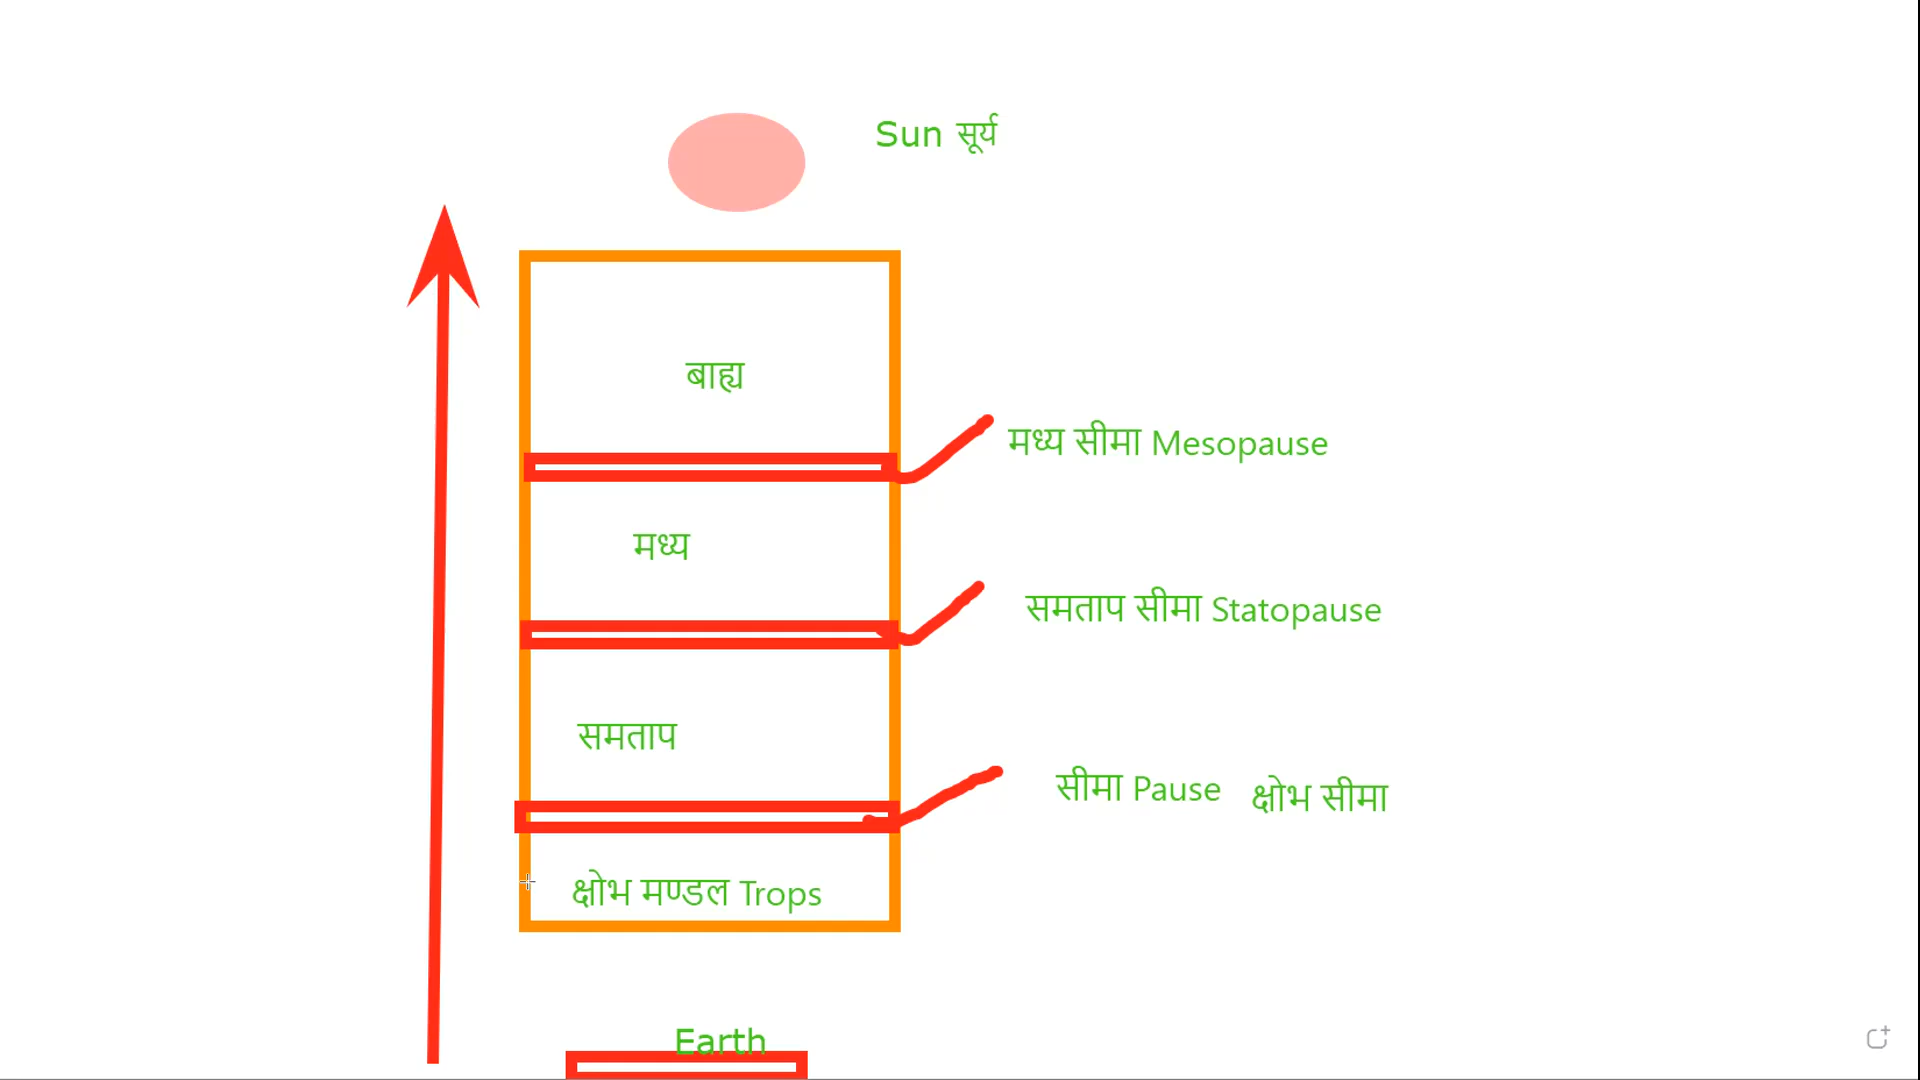 Sun सूर्य
बाह्य
मध्य सीमा Mesopause
मध्य
समताप सीमा Statopause
समताप
सीमा Pause क्षोभ सीमा
क्षोभ मण्डल Trops
Earth